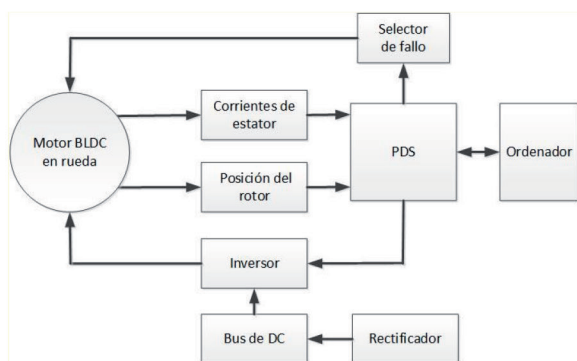 Selector
de fallo
Motor BLDC
en rueda
Corrientes de
estator
PDS
Ordenador
Posición del
rotor
Inversor
Bus de DC
Rectificador